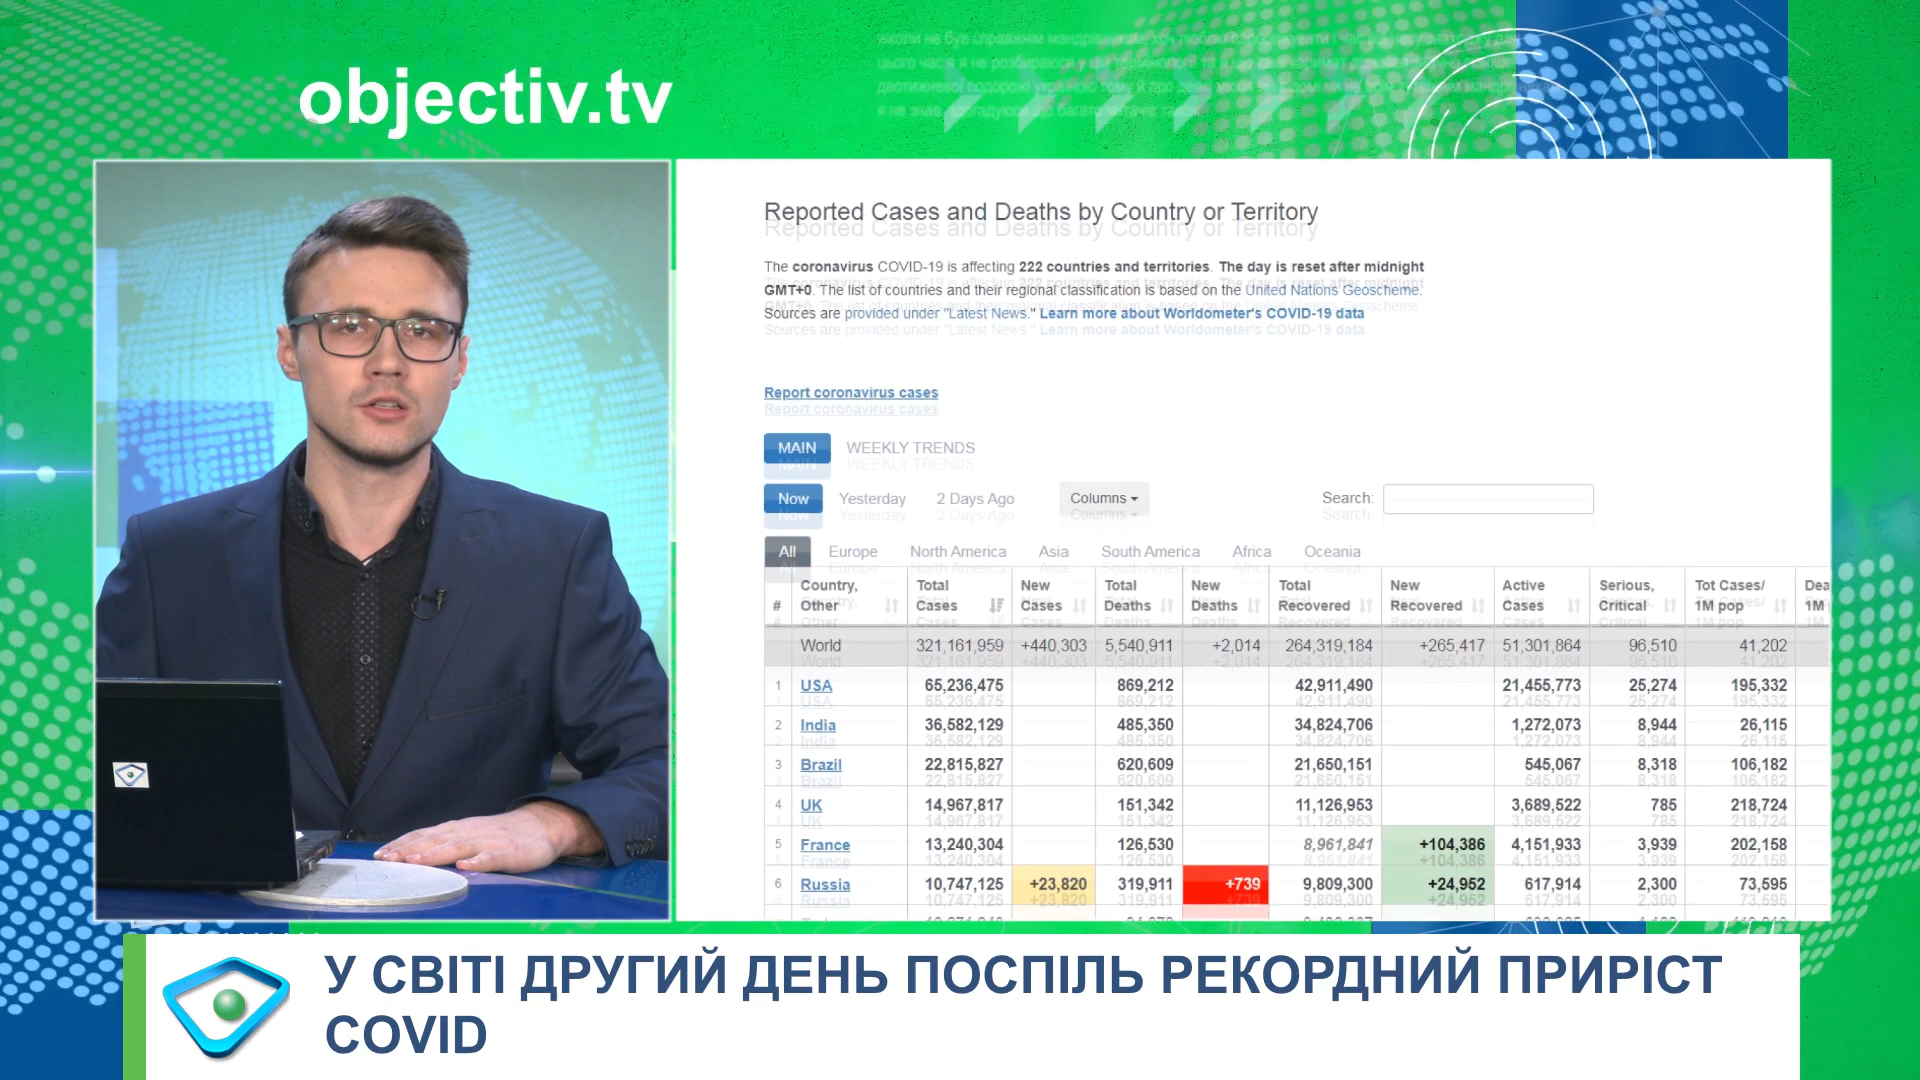 objectiv.tv
Reported Cases and Deaths by Country or Territory
The coronavirus COVID-19 is affecting 222 countries and territories. The day is reset after midnight
GMT+0. The list of countries and their regional classification is based on the United Nations Geoscheme.
Sources are provided under "Latest News." Learn more about Worldometer's COVID-19 data
Report coronavirus cases
MAIN WEEKLY TRENDS
Now Yesterday 2 Days Ago Columns Search:
All Europe North America Asia South America Africa Oceania
# Country, Other Total Cases New Cases Total Deaths New Deaths Total Recovered New Recovered Active Cases Serious, Critical Tot Cases/ 1M pop Dea 1M
World 321,161,959 +440,303 5,540,911 +2,014 264,319,184 +265,417 51,301,864 96,510 41,202
1 USA 65,236,475 869,212 42,911,490 21,455,773 25,274 195,332
2 India 36,582,129 485,350 34,824,706 1,272,073 8,944 26,115
3 Brazil 22,815,827 620,609 21,650,151 545,067 8,318 106,182
4 UK 14,967,817 151,342 11,126,953 3,689,522 785 218,724
5 France 13,240,304 126,530 8,961,841 +104,386 4,151,933 3,939 202,158
6 Russia 10,747,125 +23,820 319,911 +739 9,809,300 +24,952 617,914 2,300 73,595
У СВІТІ ДРУГИЙ ДЕНЬ ПОСПІЛЬ РЕКОРДНИЙ ПРИРІСТ
COVID